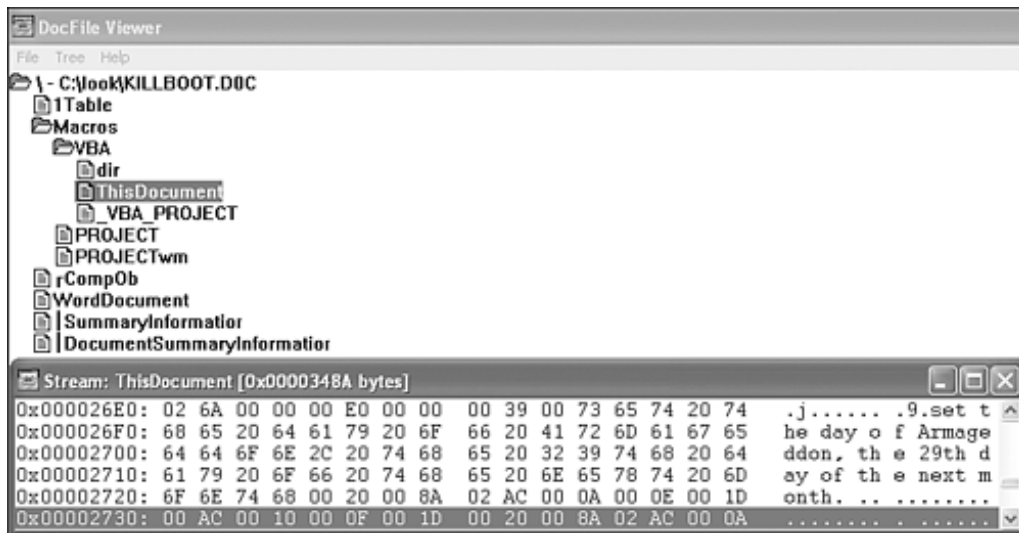 DocFile Viewer
File Tree Help
\ - C:\look\KILLBOOT.D0C
1Table
Macros
VBA
dir
ThisDocument
_VBA_PROJECT
PROJECT
PROJECTwm
rCompOb
WordDocument
|SummaryInformatior
|DocumentSummaryInformatior
Stream: ThisDocument [0x0000348A bytes]
0x000026E0: 02 6A 00 00 00 E0 00 00 00 39 00 73 65 74 20 74 .j...... .9.set t
0x000026F0: 68 65 20 64 61 79 20 6F 66 20 41 72 6D 61 67 65 he day o f Armage
0x00002700: 64 64 6F 6E 2C 20 74 68 65 20 32 39 74 68 20 64 ddon, th e 29th d
0x00002710: 61 79 20 6F 66 20 74 68 65 20 6E 65 78 74 20 6D ay of th e next m
0x00002720: 6F 6E 74 68 00 20 00 8A 02 AC 00 0A 00 0E 00 1D onth. .. ........
0x00002730: 00 AC 00 10 00 0F 00 1D 00 20 00 8A 02 AC 00 0A ........ . ......